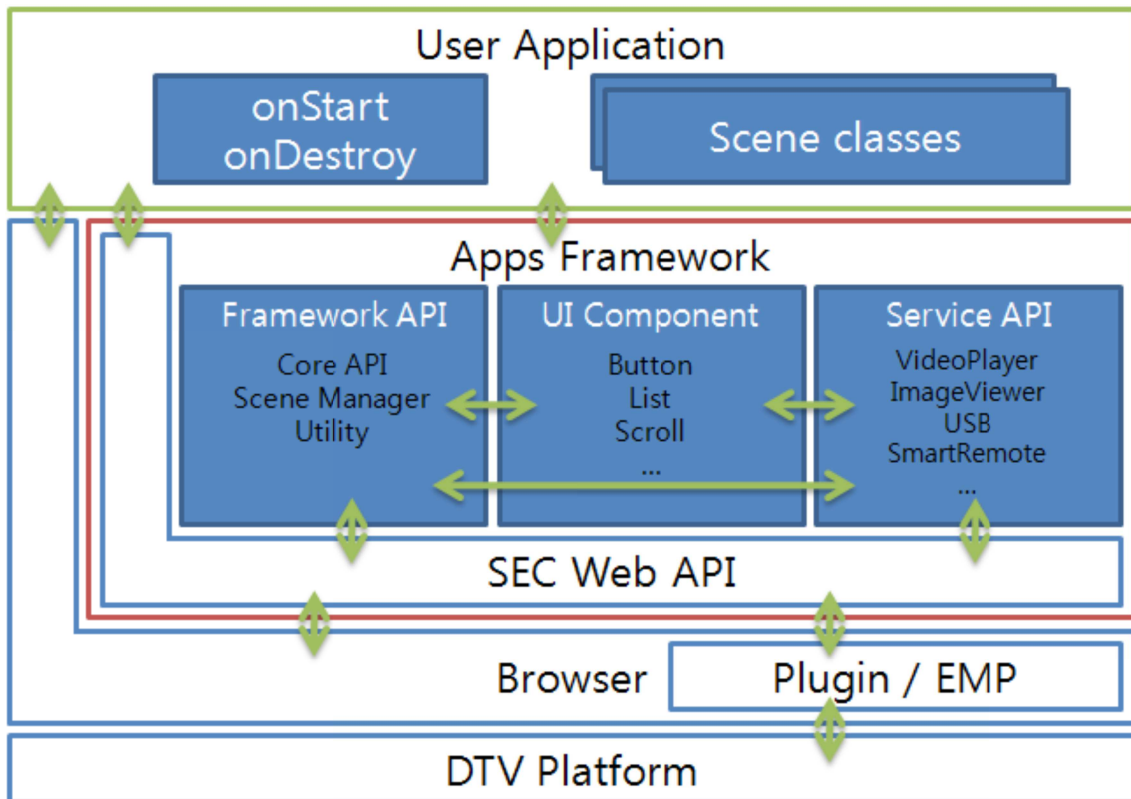 User Application
onStart
onDestroy
Scene classes
Apps Framework
Framework API
Core API
Scene Manager
Utility
UI Component
Button
List
Scroll
...
Service API
VideoPlayer
ImageViewer
USB
SmartRemote
...
SEC Web API
Browser
Plugin / EMP
DTV Platform